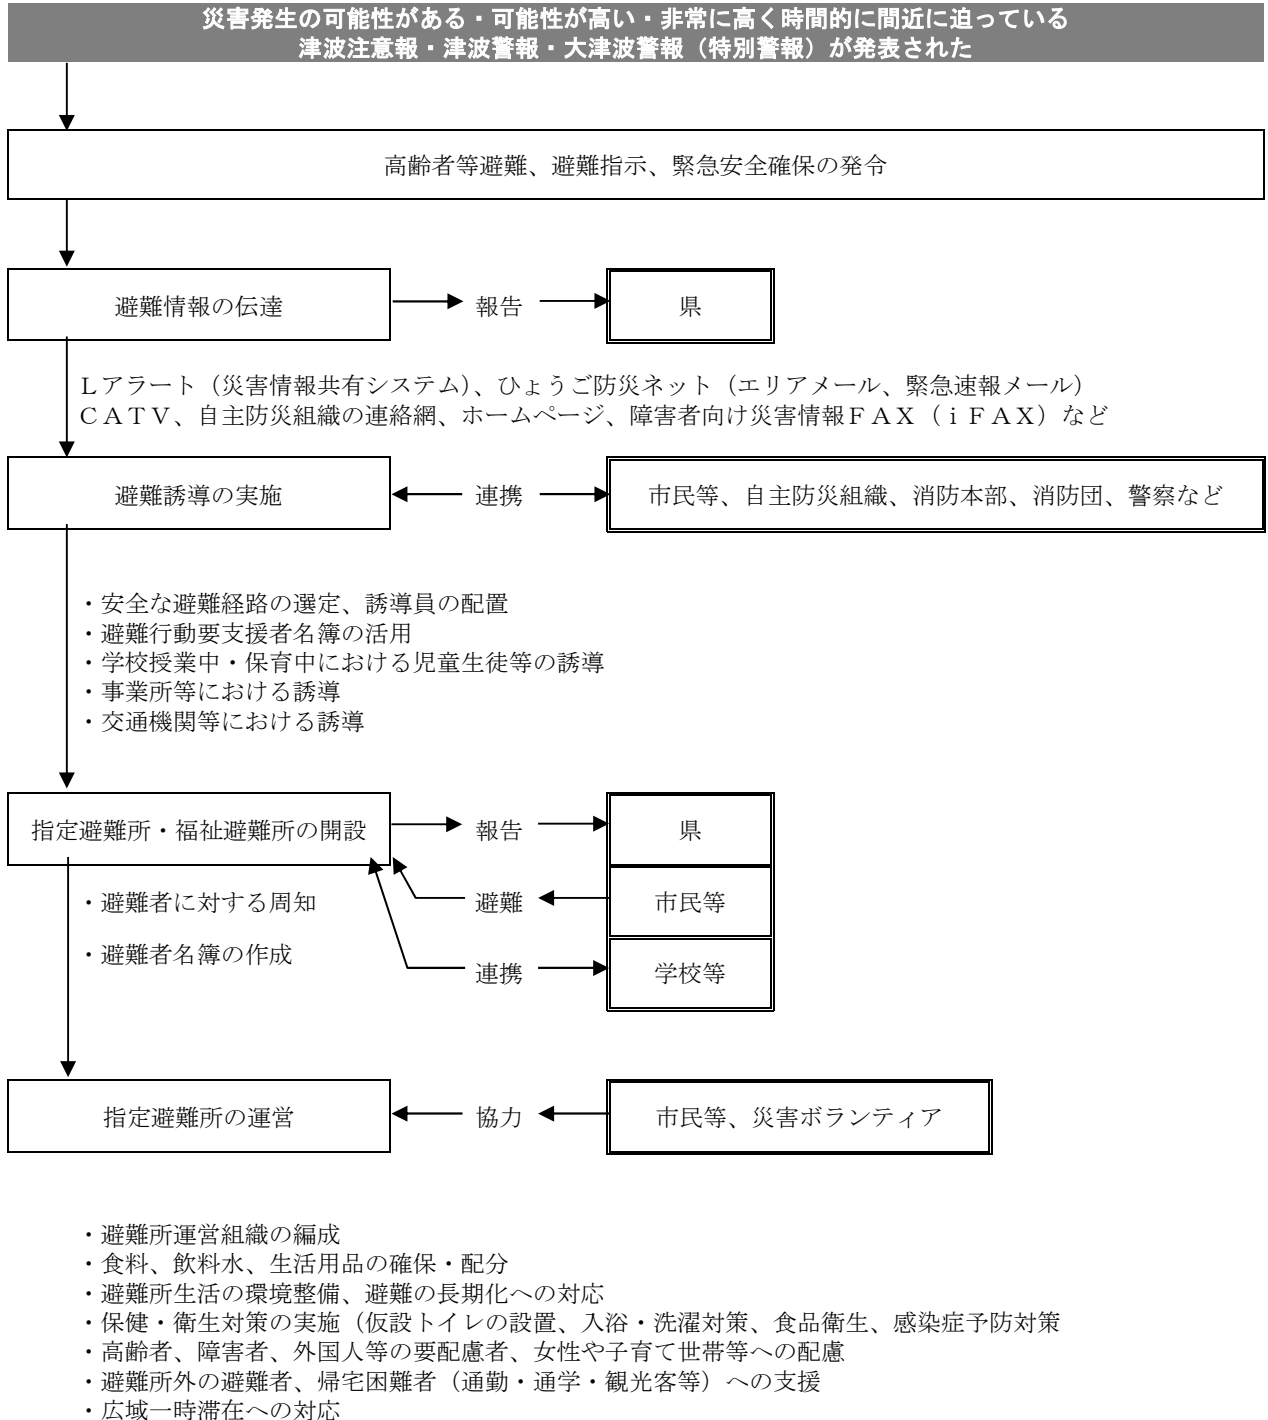 災害発生の可能性がある・可能性が高い・非常に高く時間的に間近に迫っている
津波注意報・津波警報・大津波警報（特別警報）が発表された
高齢者等避難、避難指示、緊急安全確保の発令
避難情報の伝達
報告
県
Ｌアラート（災害情報共有システム）、ひょうご防災ネット（エリアメール、緊急速報メール）
ＣＡＴＶ、自主防災組織の連絡網、ホームページ、障害者向け災害情報ＦＡＸ（ｉＦＡＸ）など
避難誘導の実施
連携
市民等、自主防災組織、消防本部、消防団、警察など
・安全な避難経路の選定、誘導員の配置
・避難行動要支援者名簿の活用
・学校授業中・保育中における児童生徒等の誘導
・事業所等における誘導
・交通機関等における誘導
指定避難所・福祉避難所の開設
報告
県
・避難者に対する周知
避難
市民等
・避難者名簿の作成
連携
学校等
指定避難所の運営
協力
市民等、災害ボランティア
・避難所運営組織の編成
・食料、飲料水、生活用品の確保・配分
・避難所生活の環境整備、避難の長期化への対応
・保健・衛生対策の実施（仮設トイレの設置、入浴・洗濯対策、食品衛生、感染症予防対策
・高齢者、障害者、外国人等の要配慮者、女性や子育て世帯等への配慮
・避難所外の避難者、帰宅困難者（通勤・通学・観光客等）への支援
・広域一時滞在への対応